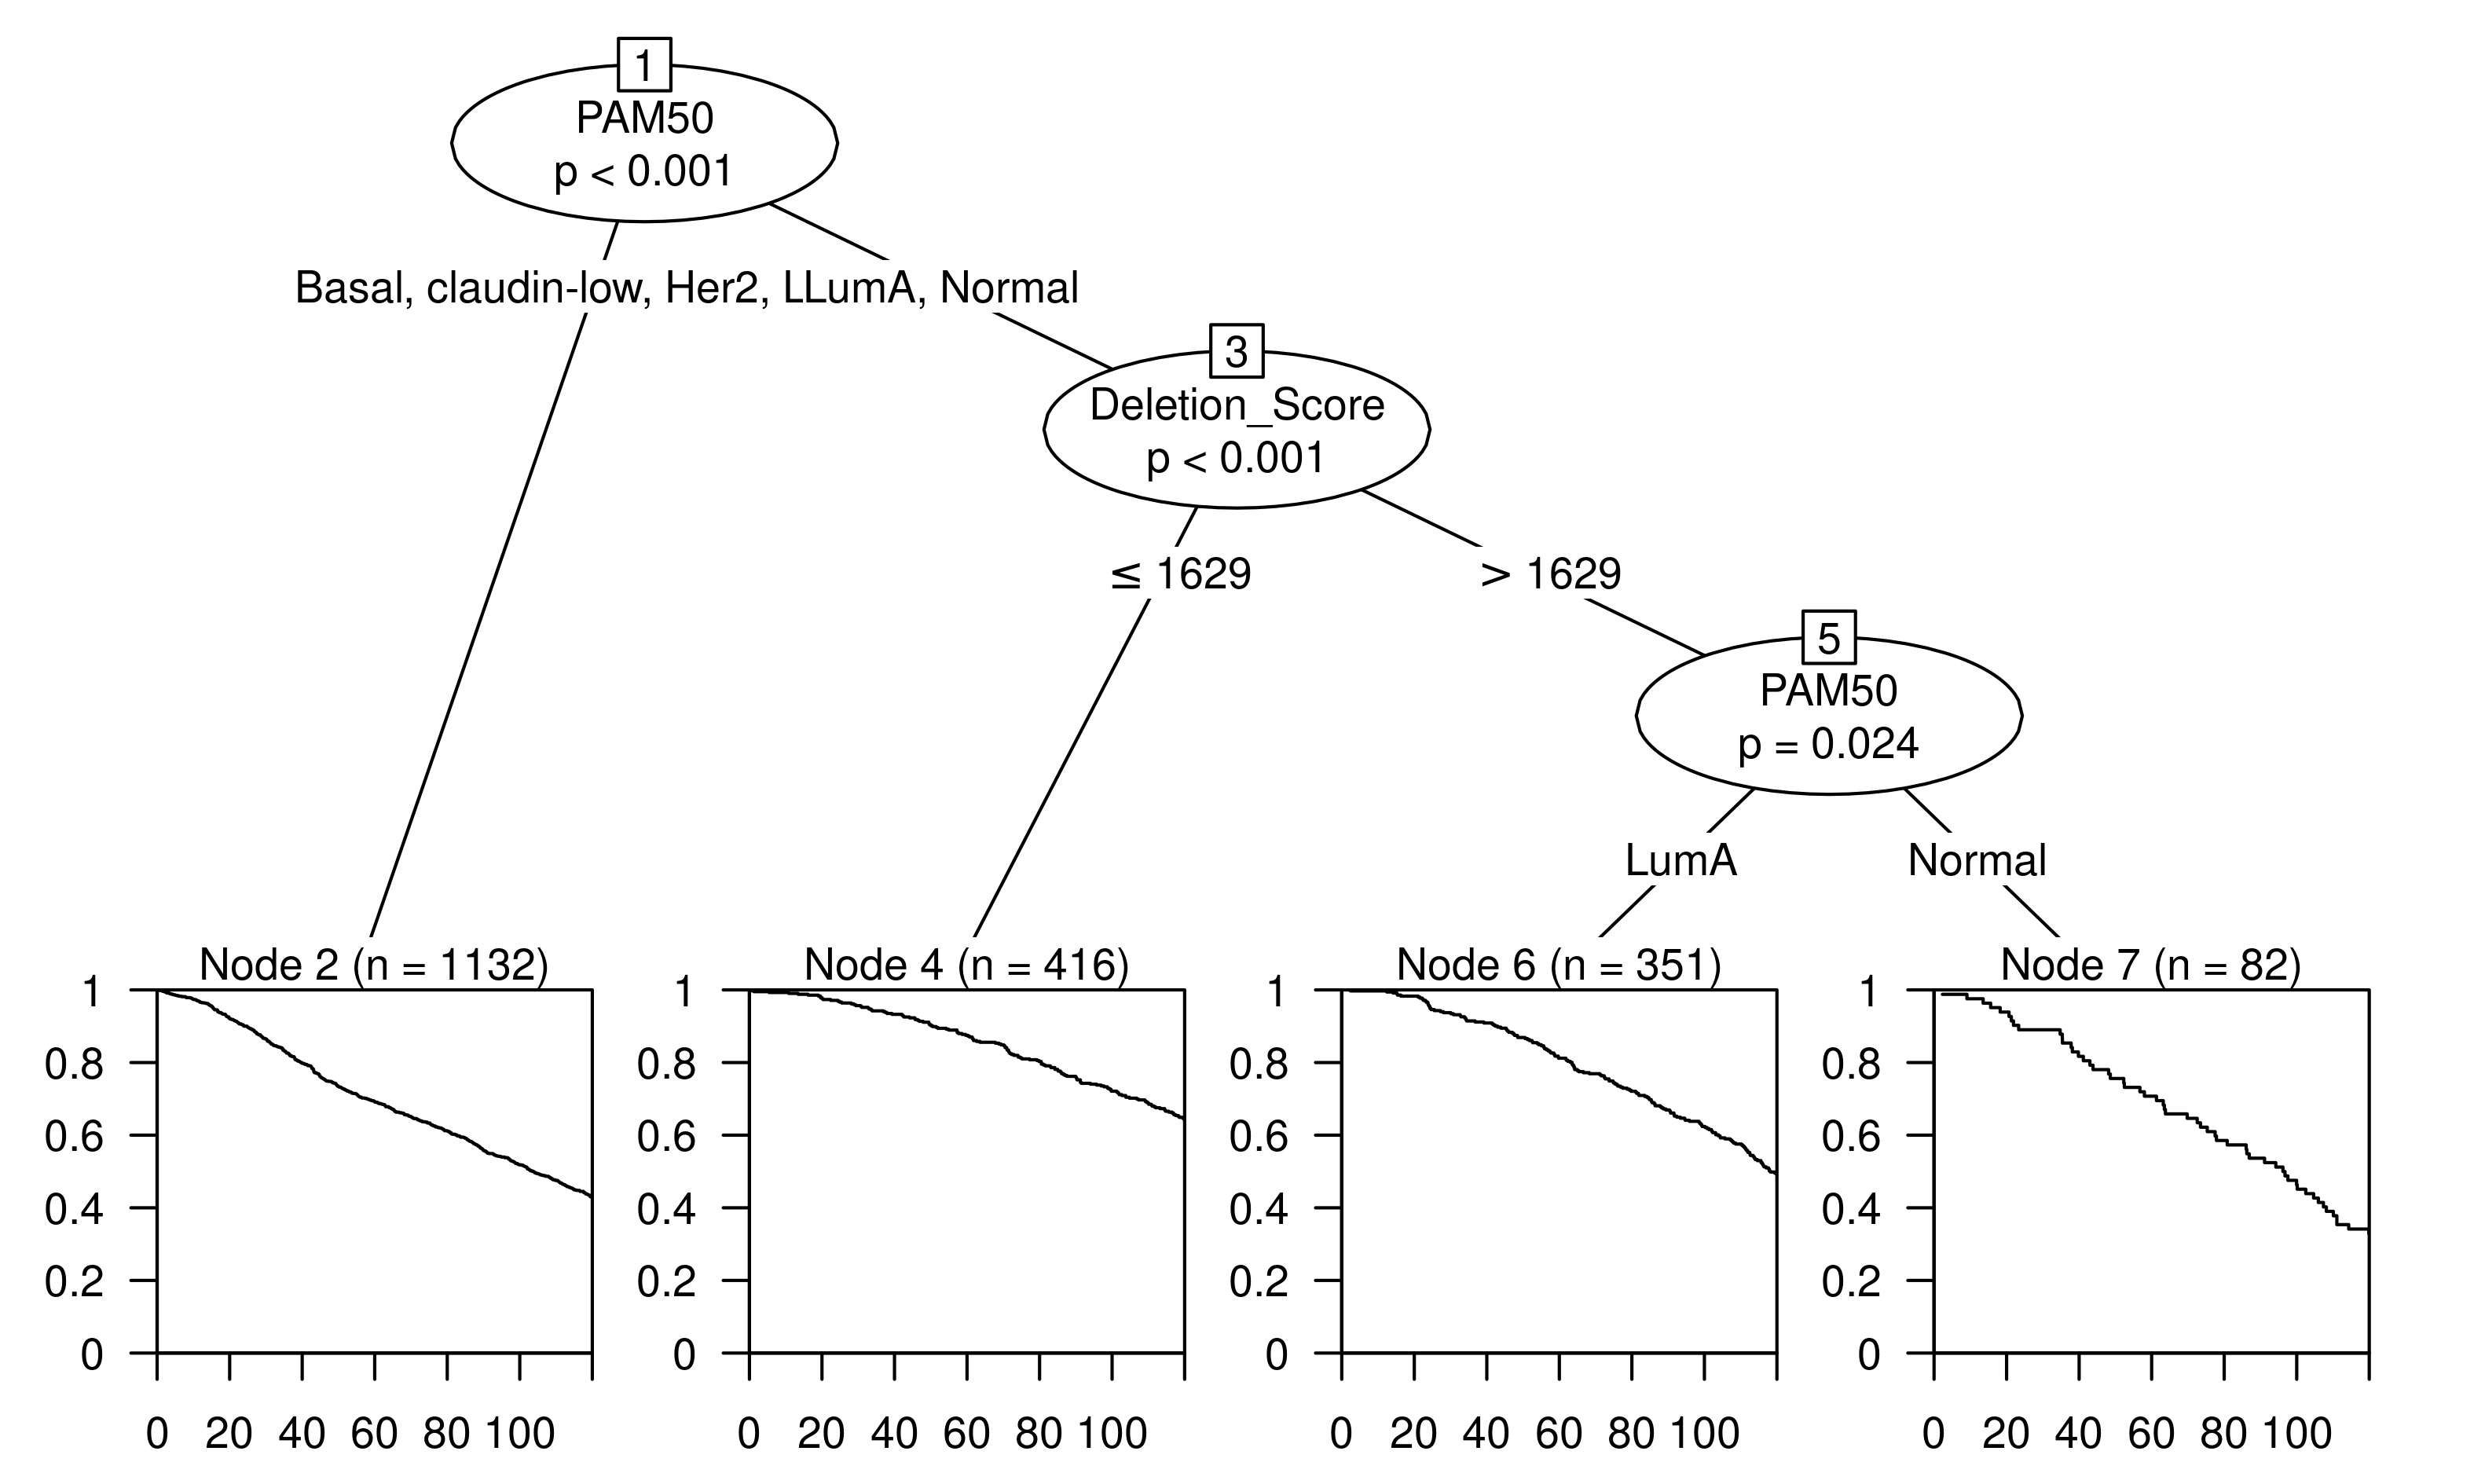 1
PAM50
p < 0.001
Basal, claudin-low, Her2, LLumA, Normal
3
Deletion_Score
p < 0.001
≤ 1629
> 1629
5
PAM50
p = 0.024
LumA
Normal
Node 2 (n = 1132)
1
0.8
0.6
0.4
0.2
0
0 20 40 60 80 100
Node 4 (n = 416)
1
0.8
0.6
0.4
0.2
0
0 20 40 60 80 100
Node 6 (n = 351)
1
0.8
0.6
0.4
0.2
0
0 20 40 60 80 100
Node 7 (n = 82)
1
0.8
0.6
0.4
0.2
0
0 20 40 60 80 100